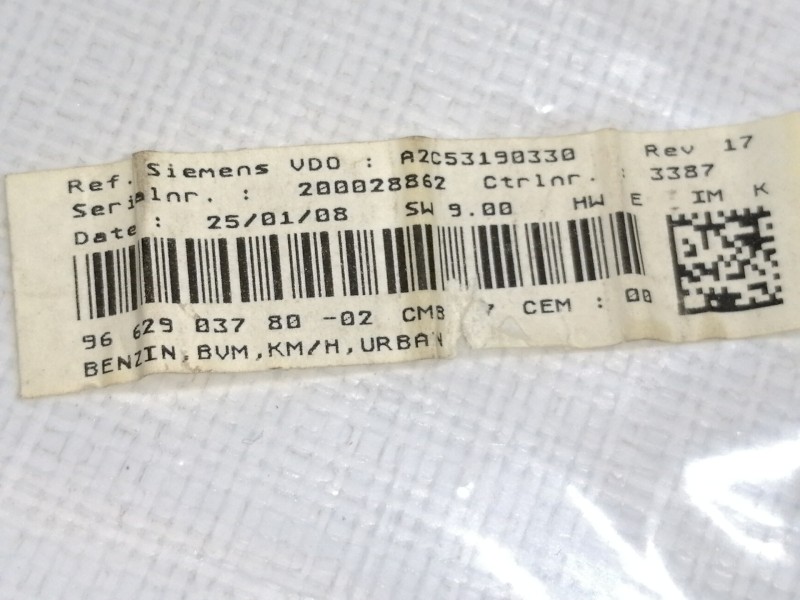 Ref. Siemens VDO : A2C53190330 Rev 17
Serialnr. : 200028862 Ctrlnr. : 3387
Date : 25/01/08 SW 9.00 HW E IM K
96 629 037 80 -02 CMB CEM : 00
BENZIN,BVM,KM/H,URBAN